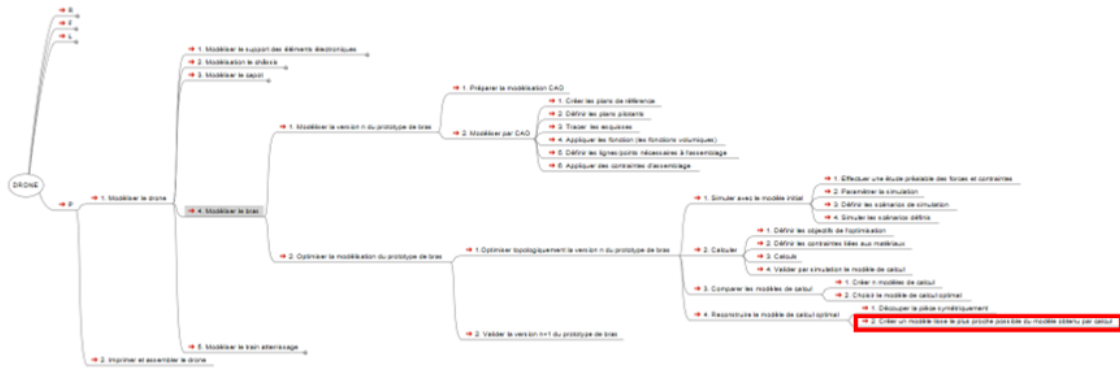 R
F
L
1. Modéliser le support des éléments électroniques
2. Modélisation le châssis
3. Modéliser le capot
1. Préparer la modélisation CAO
1. Créer les plans de référence
2. Définir les plans pilotants
3. Tracer les esquisses
1. Modéliser la version n du prototype de bras
2. Modéliser par CAO
4. Appliquer les fonction (les fonctions volumiques)
5. Définir les lignes/points nécessaires à l'assemblage
6. Appliquer des contraintes d'assemblage
DRONE
P
1. Modéliser le drone
4. Modéliser le bras
1. Effectuer une étude préalable des forces et contraintes
2. Paramétrer la simulation
1. Simuler avec le modèle initial
3. Définir les scénarios de simulation
4. Simuler les scénarios définis
1. Définir les objectifs de l'optimisation
2. Définir les contraintes liées aux matériaux
2. Optimiser la modélisation du prototype de bras
1.Optimiser topologiquement la version n du prototype de bras
2. Calculer
3. Calculs
4. Valider par simulation le modèle de calcul
3. Comparer les modèles de calcul
1. Créer n modèles de calcul
2. Choisir le modèle de calcul optimal
4. Reconstruire le modèle de calcul optimal
1. Découper la pièce symétriquement
2. Créer un modèle lisse le plus proche possible du modèle obtenu par calcul
2. Valider la version n+1 du prototype de bras
5. Modéliser le train atterrissage
2. Imprimer et assembler le drone